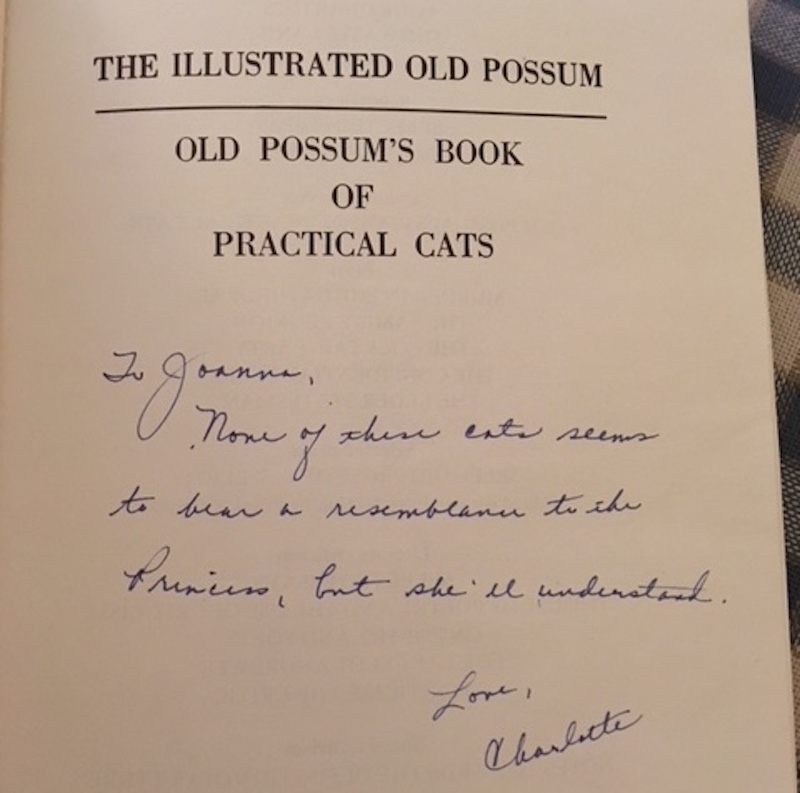 THE ILLUSTRATED OLD POSSUM
OLD POSSUM'S BOOK
OF
PRACTICAL CATS
To Joanna,
None of these cats seems
to bear a resemblance to the
Princess, but she'll understand.
Love,
Charlotte